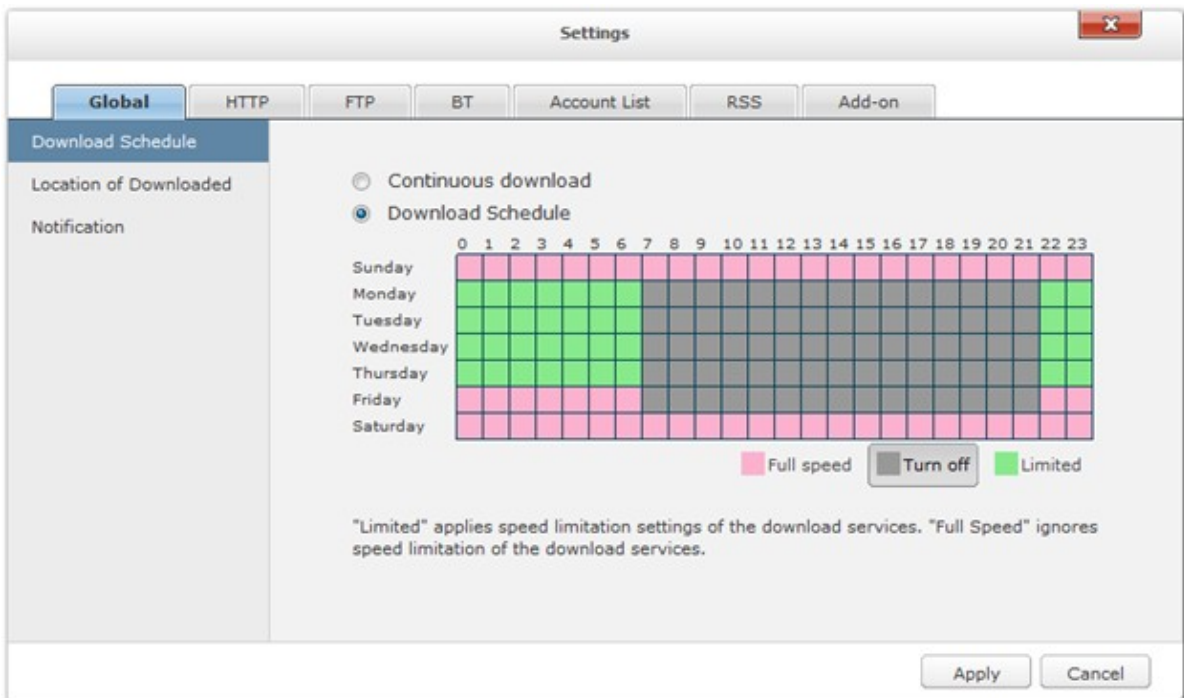 Settings
x
Global HTTP FTP BT Account List RSS Add-on
Download Schedule
Location of Downloaded
Notification
Continuous download
Download Schedule
0 1 2 3 4 5 6 7 8 9 10 11 12 13 14 15 16 17 18 19 20 21 22 23
Sunday
Monday
Tuesday
Wednesday
Thursday
Friday
Saturday
Full speed Turn off Limited
"Limited" applies speed limitation settings of the download services. "Full Speed" ignores
speed limitation of the download services.
Apply Cancel